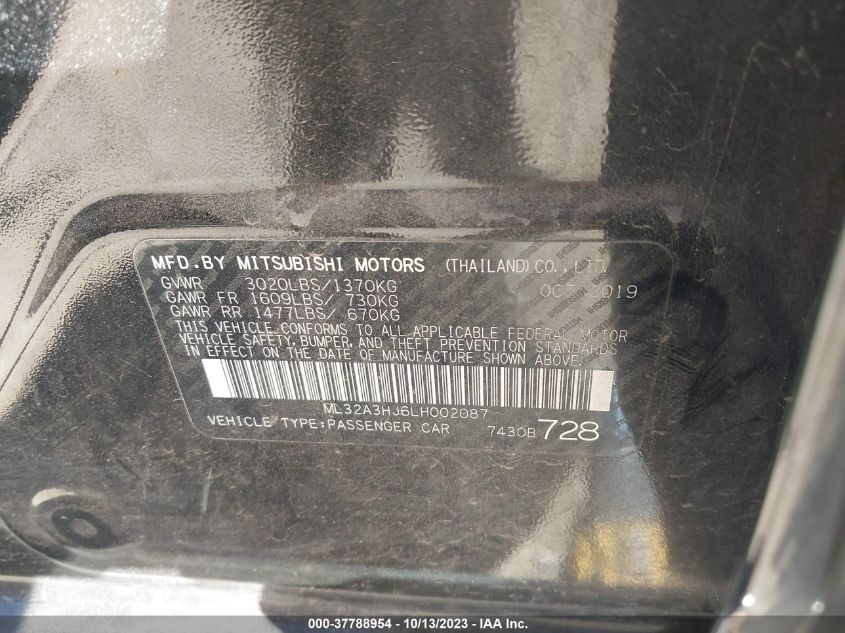 MFD. BY MITSUBISHI MOTORS (THAILAND) CO., LTD.
GVWR 3020LBS/1370KG OCT 2019
GAWR FR 1609LBS/ 730KG
GAWR RR 1477LBS/ 670KG
THIS VEHICLE CONFORMS TO ALL APPLICABLE FEDERAL MOTOR
VEHICLE SAFETY, BUMPER, AND THEFT PREVENTION STANDARDS
IN EFFECT ON THE DATE OF MANUFACTURE SHOWN ABOVE.
ML32A3HJ6LH002087
VEHICLE TYPE:PASSENGER CAR 7430B 728
000-37788954 - 10/13/2023 - IAA Inc.